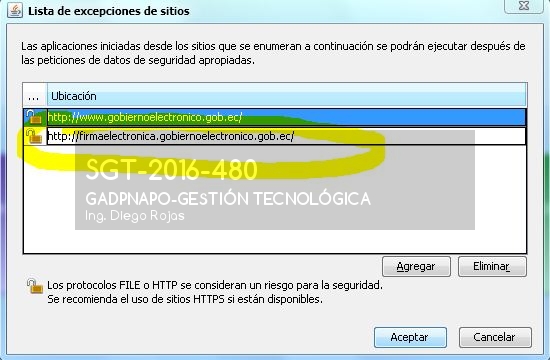 Lista de excepciones de sitios
Las aplicaciones iniciadas desde los sitios que se enumeran a continuación se podrán ejecutar después de
las peticiones de datos de seguridad apropiadas.
... Ubicación
http://www.gobiernoelectronico.gob.ec/
http://firmaelectronica.gobiernoelectronico.gob.ec/
SGT-2016-480
GADPNAPO-GESTIÓN TECNOLÓGICA
Ing. Diego Rojas
Agregar Eliminar
Los protocolos FILE o HTTP se consideran un riesgo para la seguridad.
Se recomienda el uso de sitios HTTPS si están disponibles.
Aceptar Cancelar